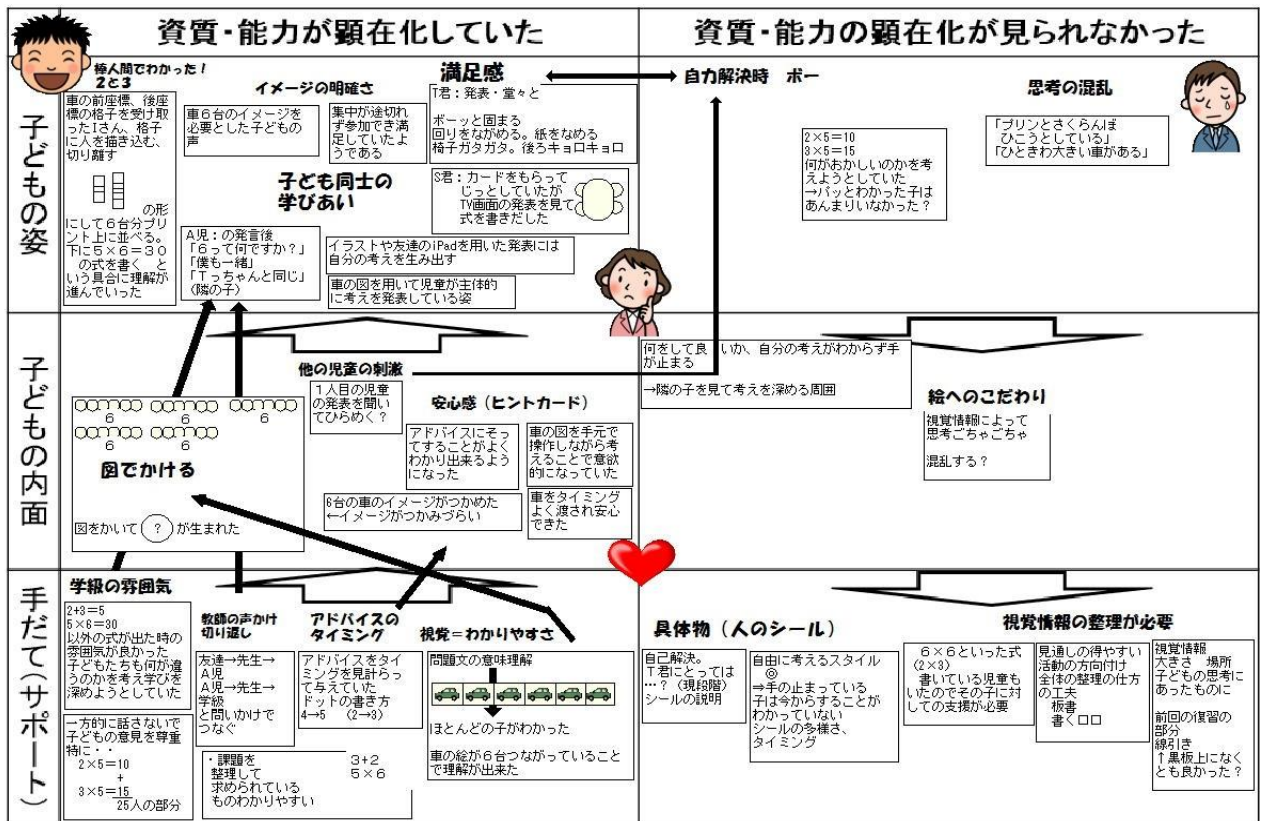 資質・能力が顕在化していた
資質・能力の顕在化が見られなかった
子どもの姿
極人間でわかった!
2と3
車の前座標、後座
標の格子を受け取
ったIさん、格子
に人を描き込む、
切り離す
の形
にして6台分プリ
ント上に並べる。
下に5×6=30
の式を書く と
いう具合に理解が
進んでいった
イメージの明確さ
車6台のイメージを
必要とした子どもの
声
集中が途切れ
ず参加でき満
足していたよ
うである
満足感
T君:発表・堂々と
ボーッと固まる
回りをながめる。紙をなめる
椅子ガタガタ。後ろキョロキョロ
子ども同士の
学びあい
S君:カードをもらって
じっとしていたが
TV画面の発表を見て
式を書きだした
A児:の発言後
「6って何ですか?」
「僕も一緒」
「Tっちゃんと同じ」
(隣の子)
イラストや友達のiPadを用いた発表には
自分の考えを生み出す
車の図を用いて児童が主体的
に考えを発表している姿
自力解決時 ボー
2×5=10
3×5=15
何がおかしいのかを考
えようとしていた
→パッとわかった子は
あんまりいなかった?
思考の混乱
「プリンとさくらんぼ
ひこうとしている」
「ひときわ大きい車がある」
子どもの内面
6
6
6
6
6
図でかける
図をかいて ? が生まれた
他の児童の刺激
1人目の児童
の発表を聞い
てひらめく?
安心感(ヒントカード)
アドバイスにそっ
てすることがよく
わかり出来るよう
になった
車の図を手元で
操作しながら考
えることで意欲
的になっていた
6台の車のイメージがつかめた
←イメージがつかみづらい
車をタイミング
よく渡され安心
できた
何をして良 いか、自分の考えがわからず手
が止まる
→隣の子を見て考えを深める周囲
絵へのこだわり
視覚情報によって
思考ごちゃごちゃ
混乱する?
手だて(サポート)
学級の雰囲気
2+3=5
5×6=30
以外の式が出た時の
雰囲気が良かった
子どもたちも何が違
うのかを考え学びを
深めようとしていた
一方的に話さないで
子どもの意見を尊重
特に・・
2×5=10
+
3×5=15
25人の部分
教師の声かけ
切り返し
友達→先生→
A児
A児→先生→
学級
と問いかけで
つなぐ
アドバイスの
タイミング
アドバイスをタイ
ミングを見計らっ
て与えていた
ドットの書き方
4→5 (2→3)
・課題を
整理して
求められている
ものわかりやすい
3+2
5×6
視覚=わかりやすさ
問題文の意味理解
ほとんどの子がわかった
車の絵が6台つながっていること
で理解が出来た
具体物(人のシール)
自己解決。
T君にとっては
…?(現段階)
シールの説明
自由に考えるスタイル
◎
⇒手の止まっている
子は今からすることが
わかっていない
シールの多様さ、
タイミング
視覚情報の整理が必要
6×6といった式
(2×3)
書いている児童も
いたのでその子に対
しての支援が必要
見通しの得やすい
活動の方向付け
全体の整理の仕方
の工夫
板書
書く□□
視覚情報
大きさ 場所
子どもの思考に
あったものに
前回の復習の
部分
線引き
↑黒板上になく
とも良かった?